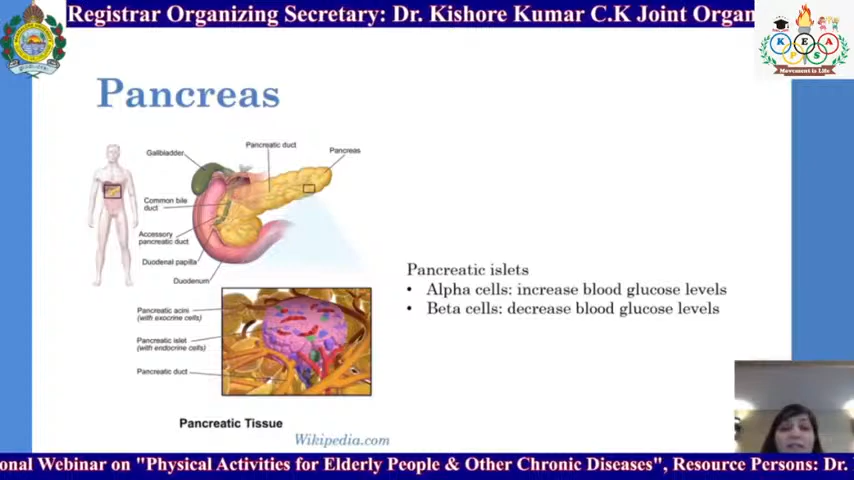 Registrar Organizing Secretary: Dr. Kishore Kumar C.K Joint Organ
K E A
P S
Movement is Life
Pancreas
Gallbladder
Pancreatic duct
Pancreas
Common bile
duct
Accessory
pancreatic duct
Duodenal papilla
Duodenum
Pancreatic islets
• Alpha cells: increase blood glucose levels
• Beta cells: decrease blood glucose levels
Pancreatic acini
(with exocrine cells)
Pancreatic islet
(with endocrine cells)
Pancreatic duct
Pancreatic Tissue
Wikipedia.com
onal Webinar on "Physical Activities for Elderly People & Other Chronic Diseases", Resource Persons: Dr.